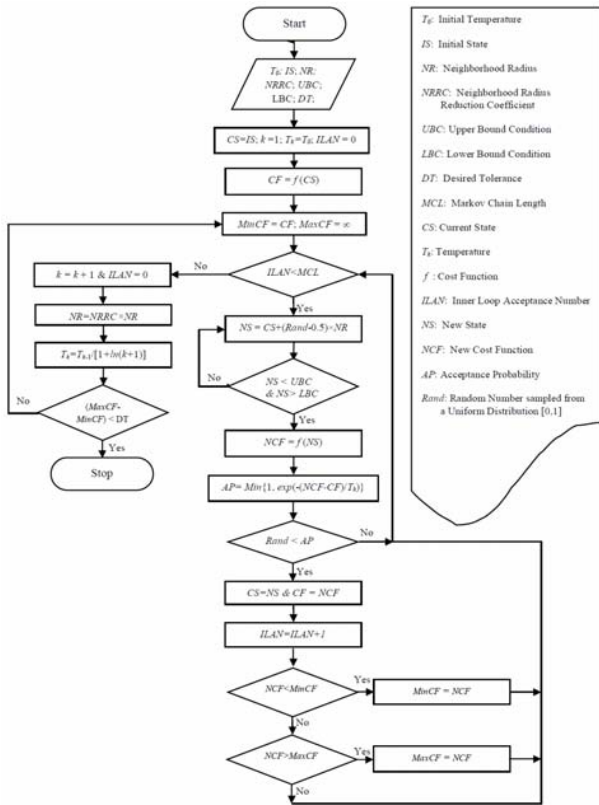 Start
T0; IS; NR;
NRRC; UBC;
LBC; DT;
CS=IS; k=1; Tk=T0; ILAN = 0
CF = f (CS)
MinCF = CF; MaxCF = ∞
ILAN<MCL
No
Yes
k = k + 1 & ILAN = 0
NR=NRRC×NR
Tk=Tk-1/[1+ln(k+1)]
(MaxCF-
MinCF) < DT
No
Yes
Stop
NS = CS+(Rand-0.5)×NR
NS < UBC
& NS> LBC
No
Yes
NCF = f (NS)
AP= Min{1, exp(-(NCF-CF)/Tk)}
Rand < AP
No
Yes
CS=NS & CF = NCF
ILAN=ILAN+1
NCF<MinCF
Yes
MinCF = NCF
No
NCF>MaxCF
Yes
MaxCF = NCF
No
T0: Initial Temperature
IS: Initial State
NR: Neighborhood Radius
NRRC: Neighborhood Radius
Reduction Coefficient
UBC: Upper Bound Condition
LBC: Lower Bound Condition
DT: Desired Tolerance
MCL: Markov Chain Length
CS: Current State
Tk: Temperature
f : Cost Function
ILAN: Inner Loop Acceptance Number
NS: New State
NCF: New Cost Function
AP: Acceptance Probability
Rand: Random Number sampled from
a Uniform Distribution [0,1]